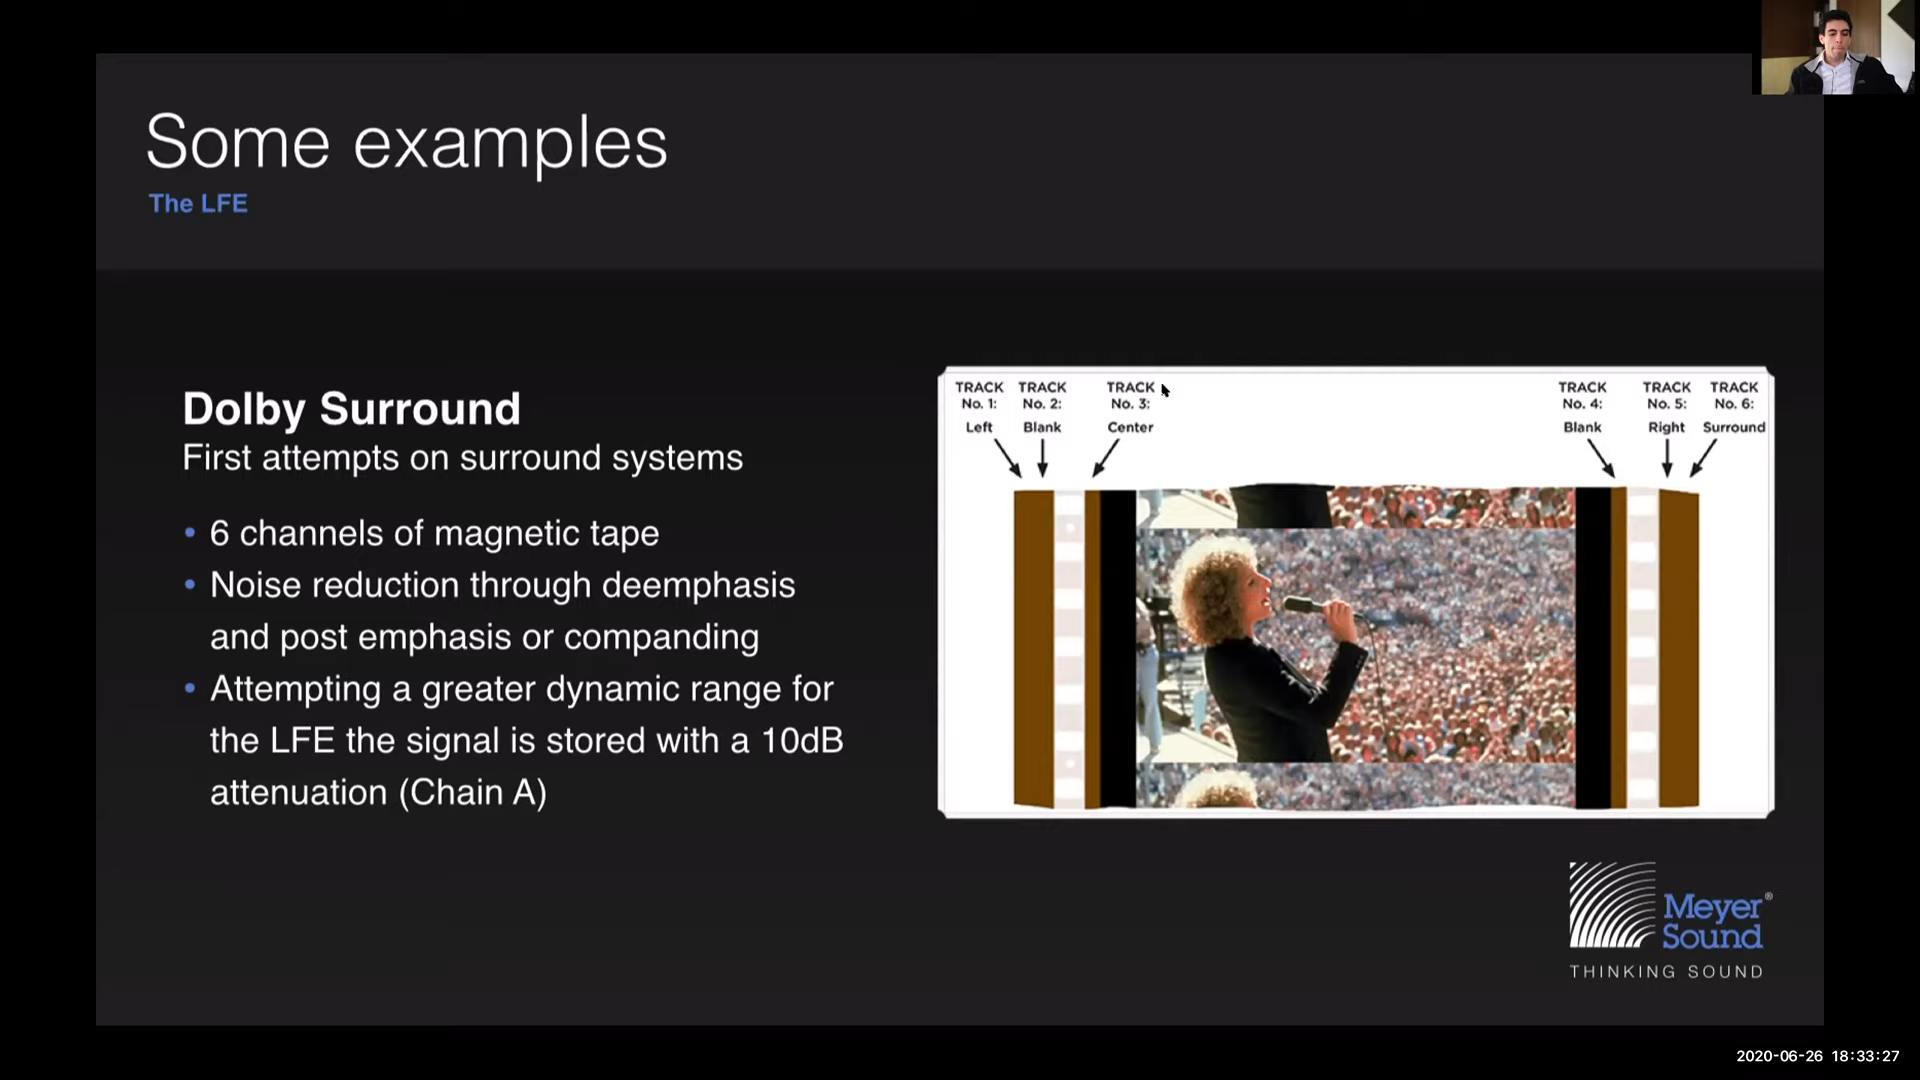 Some examples
The LFE
Dolby Surround
First attempts on surround systems
• 6 channels of magnetic tape
• Noise reduction through deemphasis
and post emphasis or companding
• Attempting a greater dynamic range for
the LFE the signal is stored with a 10dB
attenuation (Chain A)
TRACK No. 1: Left
TRACK No. 2: Blank
TRACK No. 3: Center
TRACK No. 4: Blank
TRACK No. 5: Right
TRACK No. 6: Surround
Meyer®
Sound
THINKING SOUND
2020-06-26 18:33:27